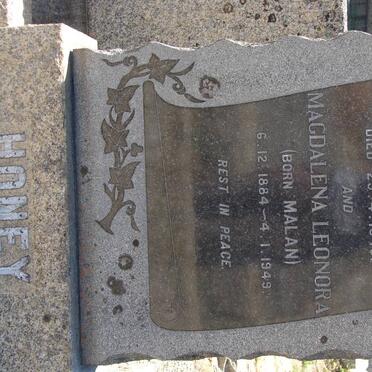 DIED
AND
MAGDALENA LEONORA
(BORN MALAN)
6. 12. 1884 – 4. 1. 1949.
REST IN PEACE
HONEY